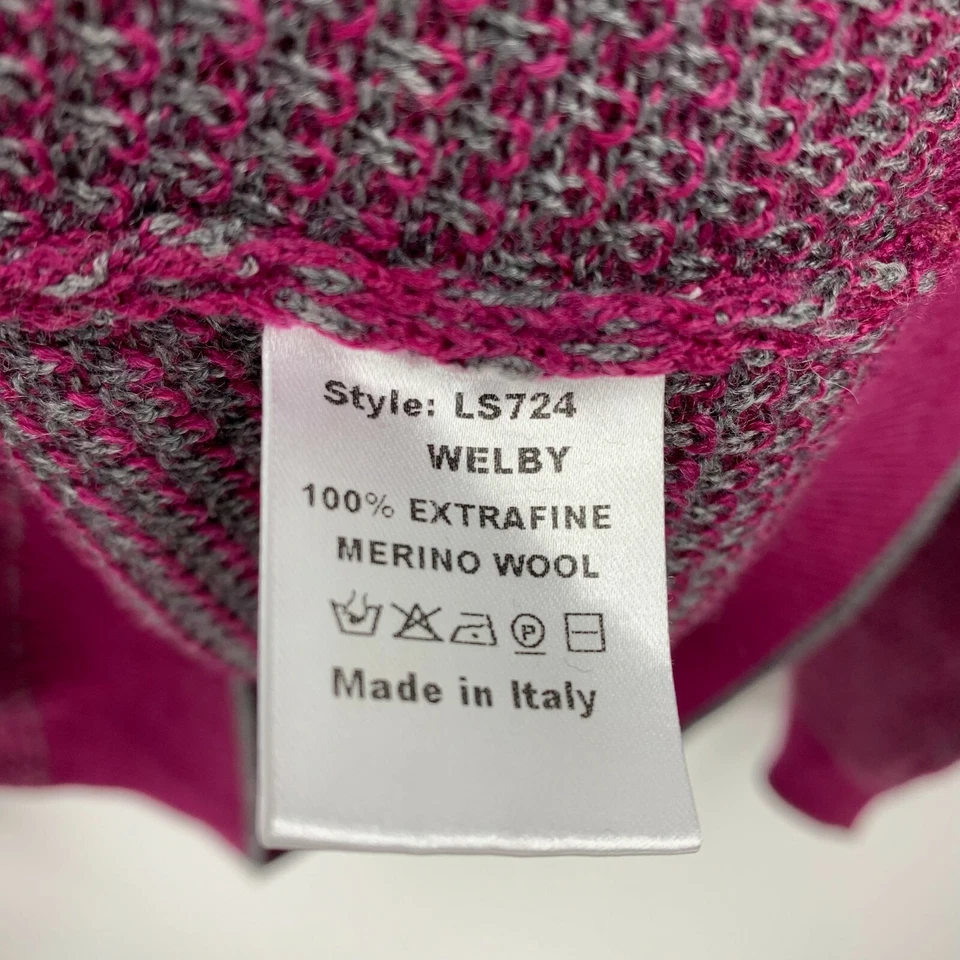 Style: LS724
WELBY
100% EXTRAFINE
MERINO WOOL
P
Made in Italy